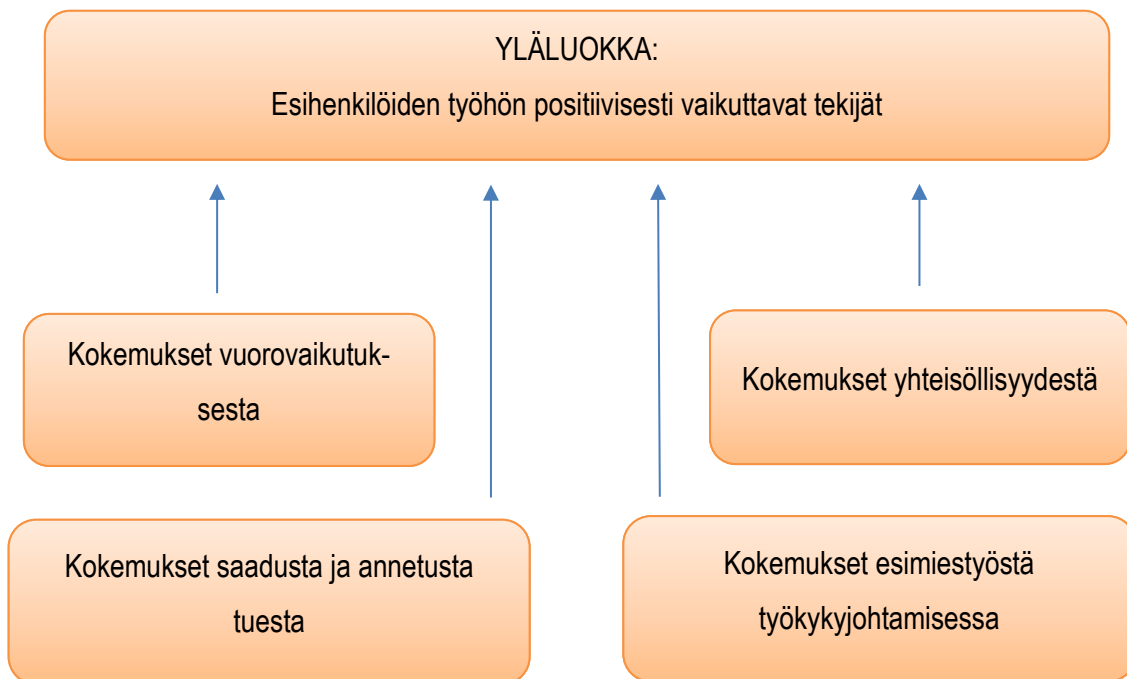 YLÄLUOKKA:
Esihenkilöiden työhön positiivisesti vaikuttavat tekijät
Kokemukset vuorovaikutuk-
sesta
Kokemukset yhteisöllisyydestä
Kokemukset saadusta ja annetusta
tuesta
Kokemukset esimiestyöstä
työkykyjohtamisessa